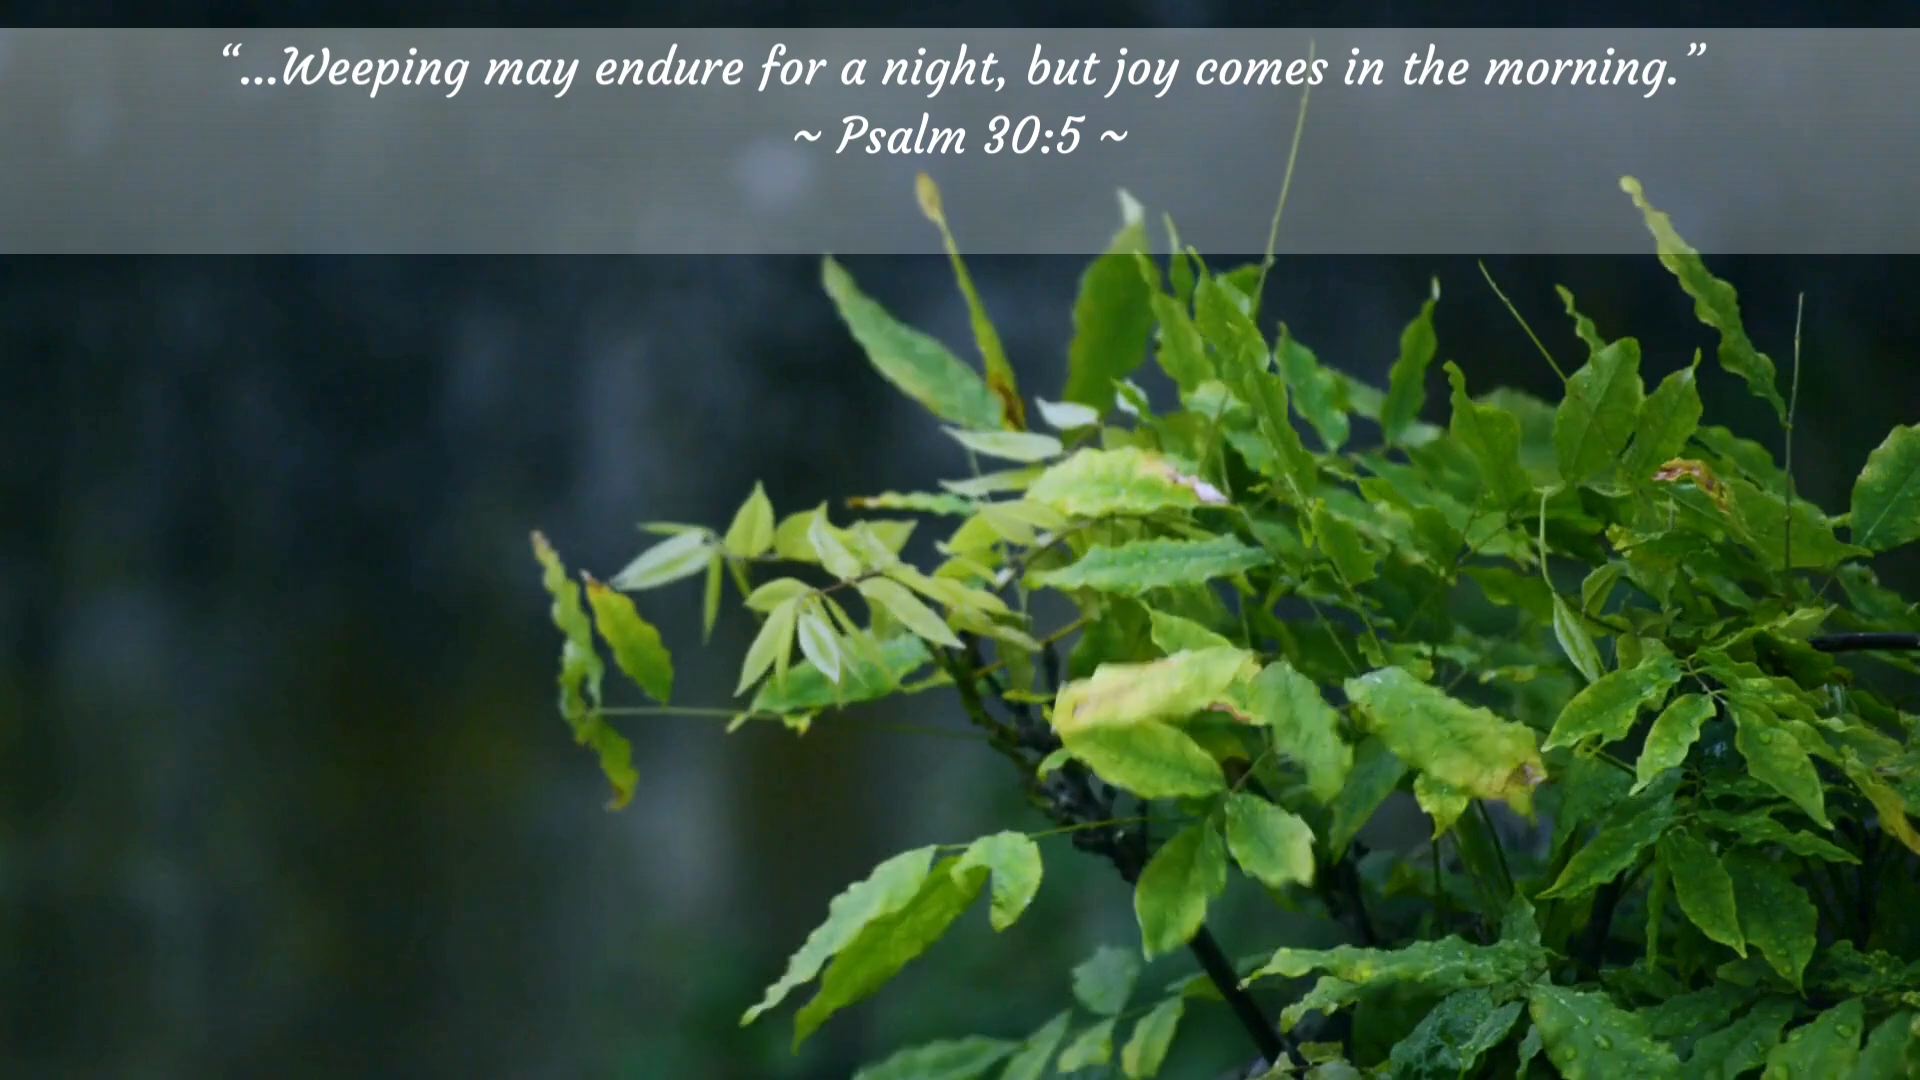 “...Weeping may endure for a night, but joy comes in the morning.”
~ Psalm 30:5 ~